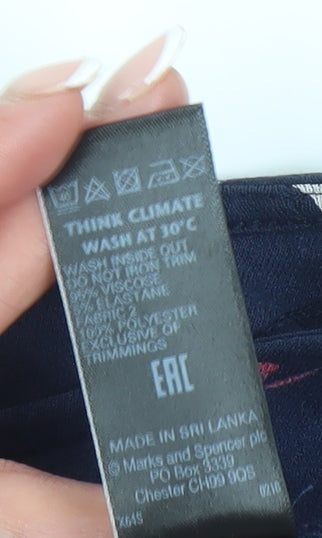 THINK CLIMATE
WASH AT 30°C
WASH INSIDE OUT
DO NOT IRON TRIM
95% VISCOSE
5% ELASTANE
FABRIC 2
100% POLYESTER
EXCLUSIVE OF
TRIMMINGS
EAC
MADE IN SRI LANKA
© Marks and Spencer plc
PO Box 3339
Chester CH99 9QS
0218
X61S